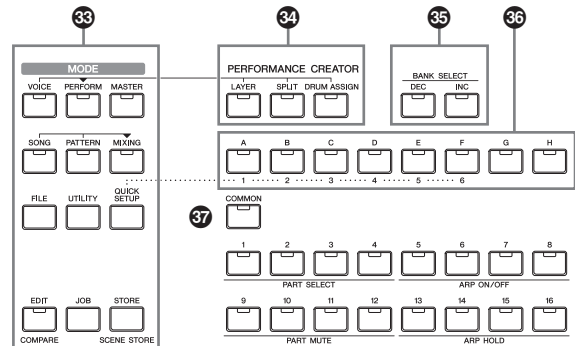 33 34 35 36
MODE PERFORMANCE CREATOR BANK SELECT
VOICE PERFORM MASTER LAYER SPLIT DRUM ASSIGN DEC INC
SONG PATTERN MIXING A B C D E F G H
1 2 3 4 5 6
FILE UTILITY QUICK SETUP
37 COMMON
1 2 3 4 5 6 7 8
PART SELECT ARP ON/OFF
EDIT JOB STORE 9 10 11 12 13 14 15 16
COMPARE SCENE STORE PART MUTE ARP HOLD